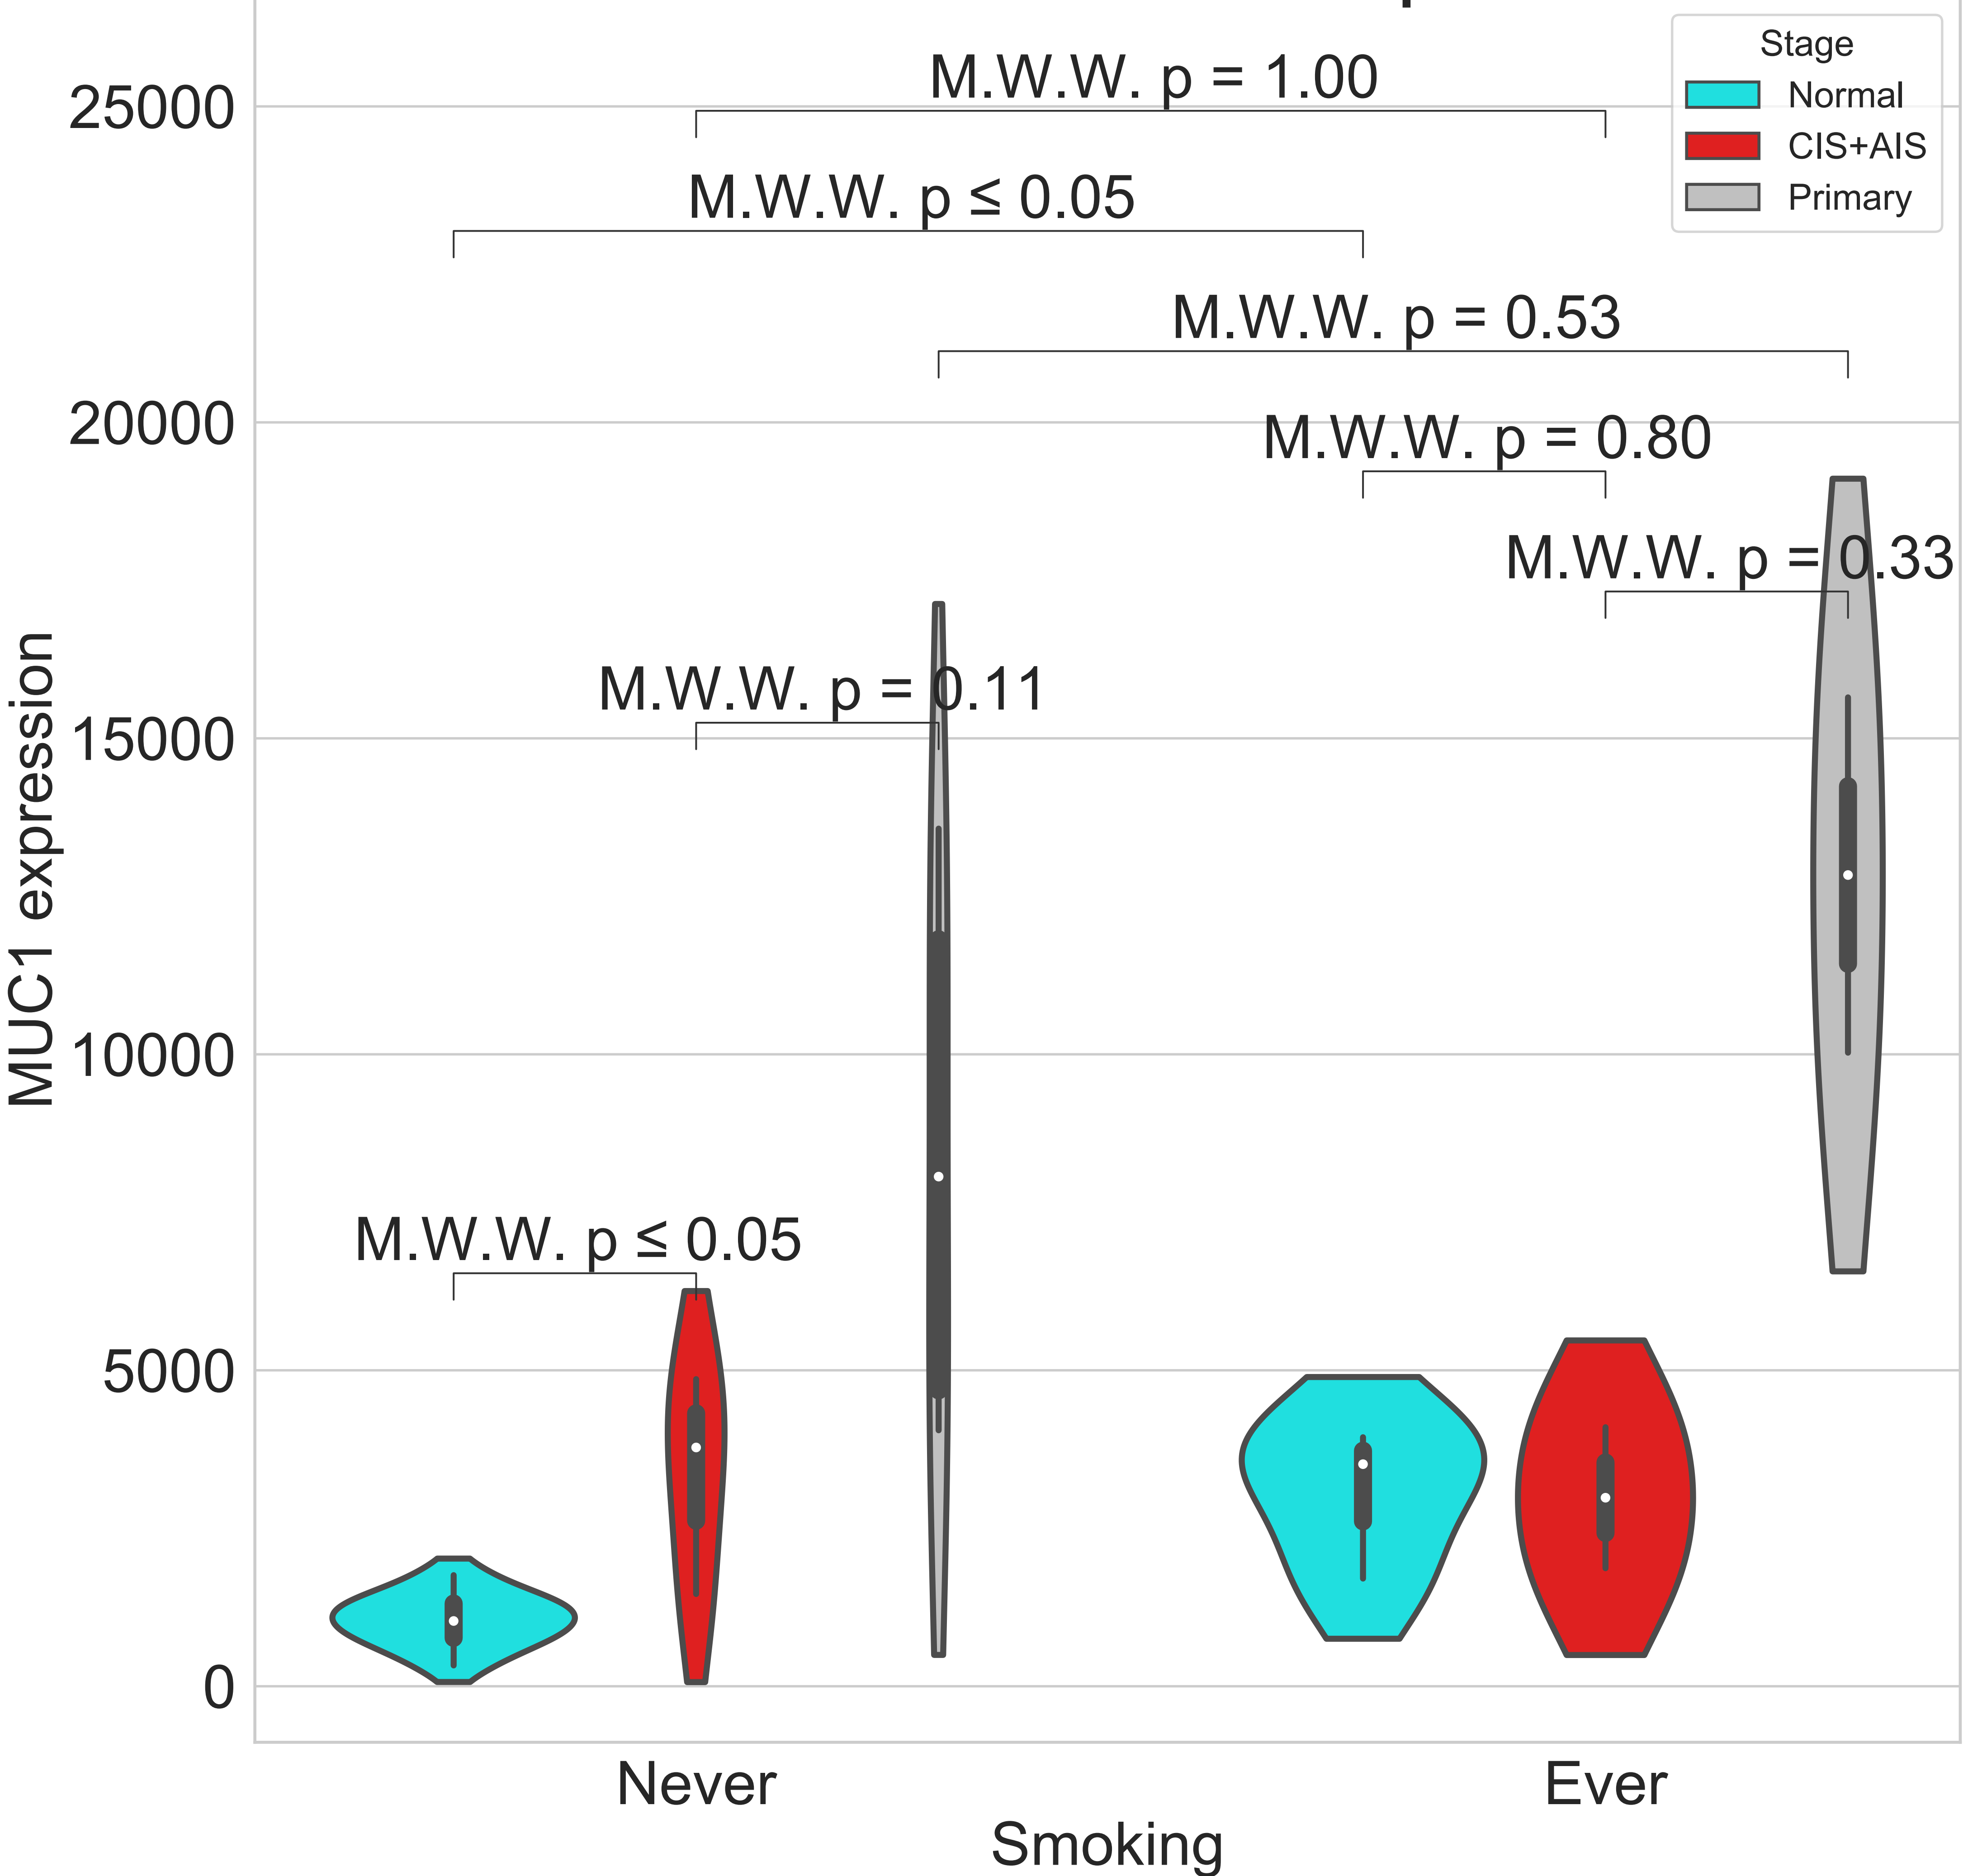 Stage
Normal
CIS+AIS
Primary
M.W.W. p = 1.00
M.W.W. p ≤ 0.05
M.W.W. p = 0.53
M.W.W. p = 0.80
M.W.W. p = 0.33
M.W.W. p = 0.11
M.W.W. p ≤ 0.05
MUC1 expression
25000
20000
15000
10000
5000
0
Never
Ever
Smoking